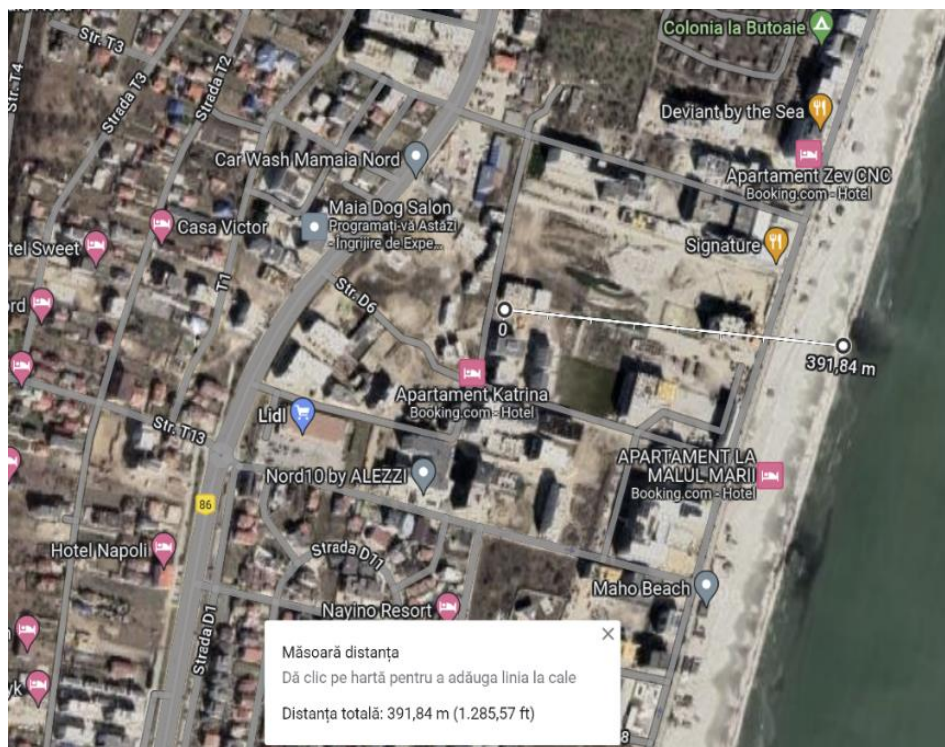 Str. T3
Str. T4
Strada T3
Strada T2
Colonia la Butoaie
Deviant by the Sea
Car Wash Mamaia Nord
Apartament Zev CNC
Booking.com - Hotel
Maia Dog Salon
Programați-vă Astăzi
- Îngrijire de Expe...
Casa Victor
tel Sweet
Signature
T1
ord
Str. D6
0
391,84 m
Apartament Katrina
Booking.com - Hotel
Lidl
Str. T13
APARTAMENT LA
MALUL MARII
Booking.com - Hotel
Nord10 by ALEZZI
86
Hotel Napoli
Strada D11
Maho Beach
Navino Resort
Strada D1
yk
8
Măsoară distanța
Dă clic pe hartă pentru a adăuga linia la cale
Distanța totală: 391,84 m (1.285,57 ft)